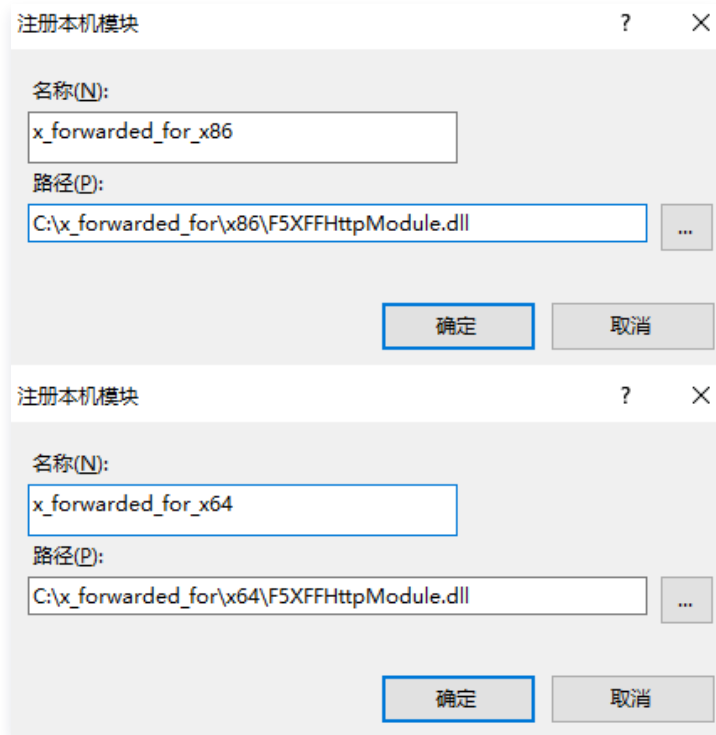 注册本机模块
?
×
名称(N):
x_forwarded_for_x86
路径(P):
C:\x_forwarded_for\x86\F5XFFHttpModule.dll
...
确定
取消
注册本机模块
?
×
名称(N):
x_forwarded_for_x64
路径(P):
C:\x_forwarded_for\x64\F5XFFHttpModule.dll
...
确定
取消